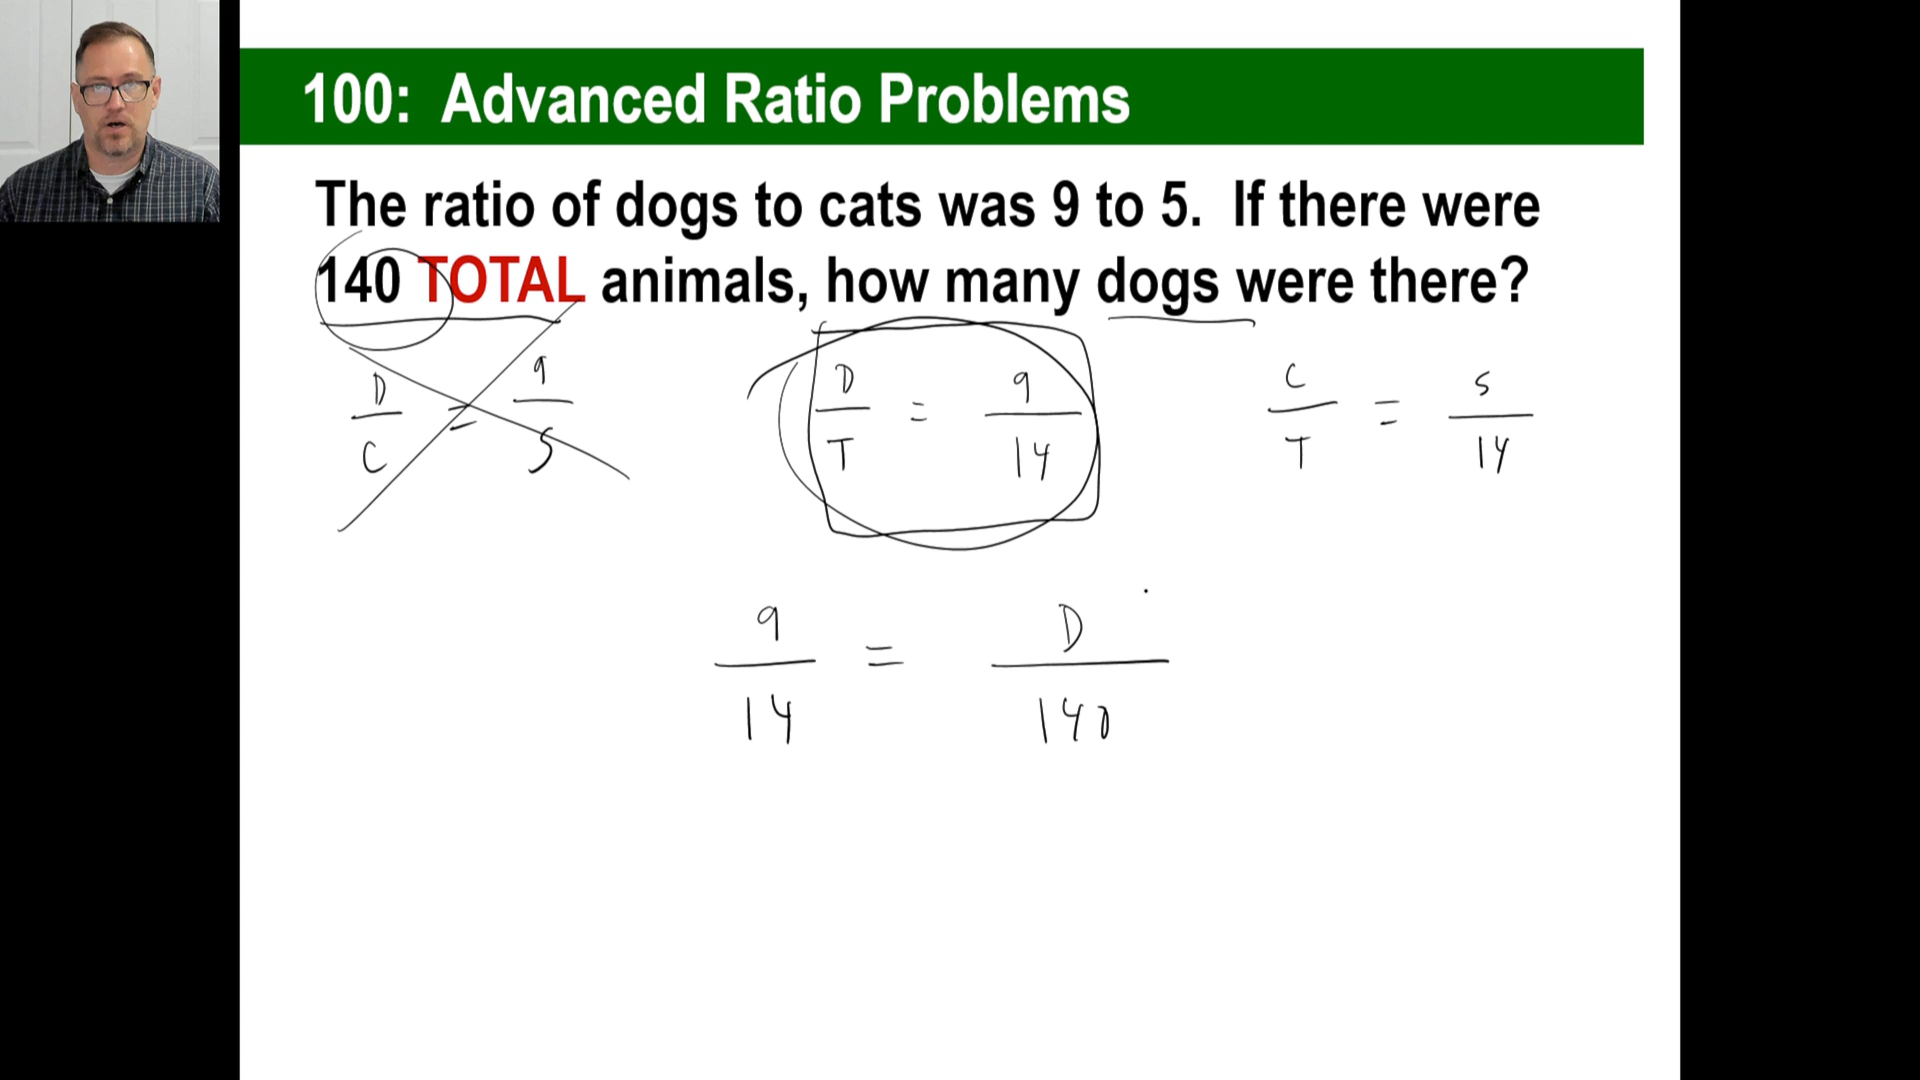 100: Advanced Ratio Problems
The ratio of dogs to cats was 9 to 5. If there were
140 TOTAL animals, how many dogs were there?
D/C = 9/5
D/T = 9/14
C/T = 5/14
9/14 = D/140